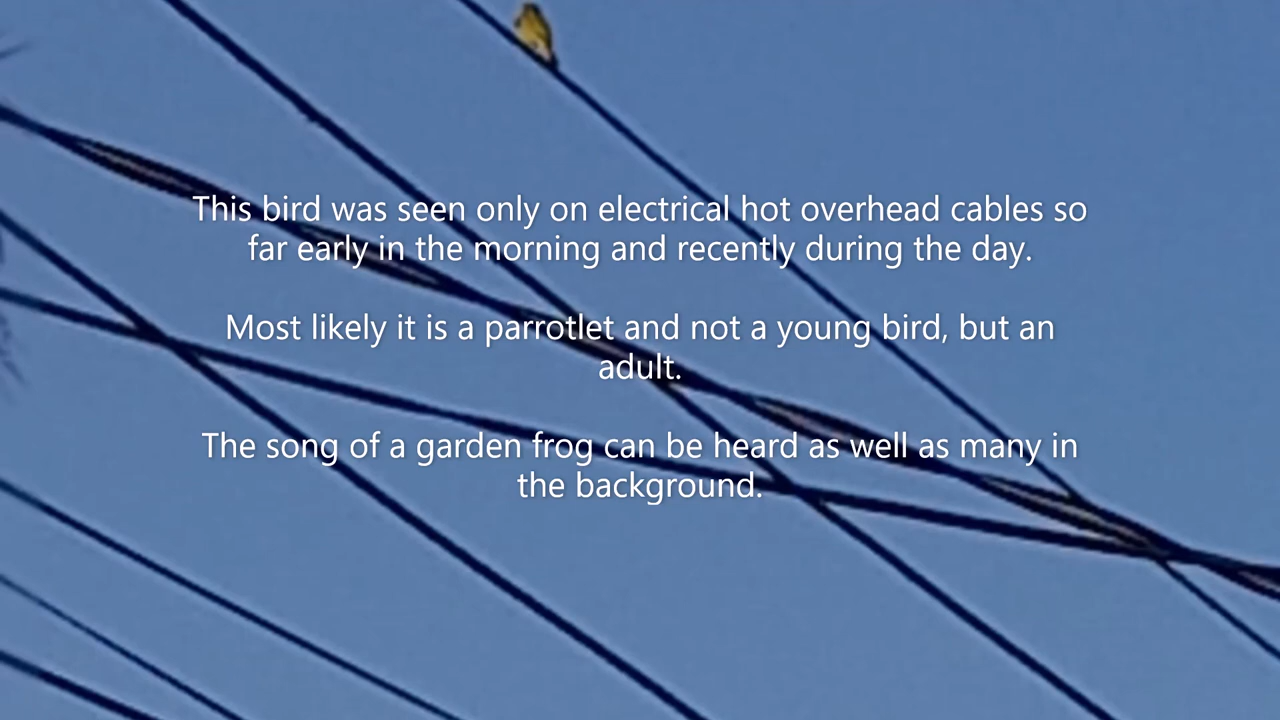 This bird was seen only on electrical hot overhead cables so
far early in the morning and recently during the day.
Most likely it is a parrotlet and not a young bird, but an
adult.
The song of a garden frog can be heard as well as many in
the background.